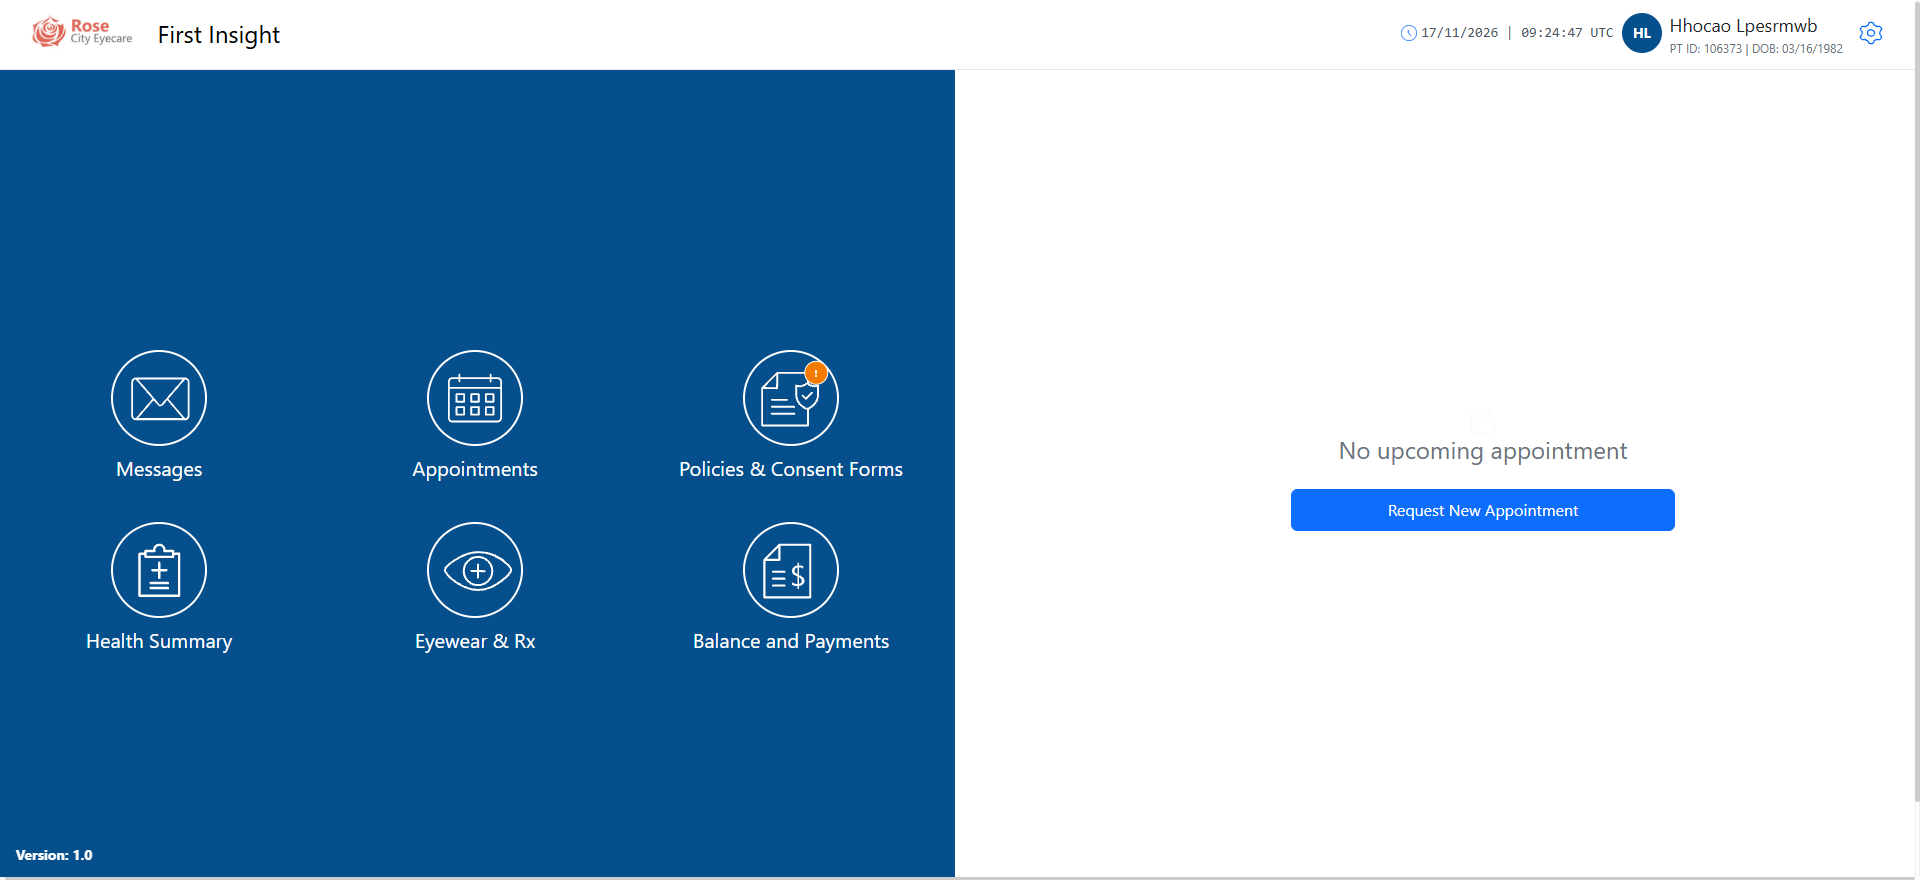 Rose
City Eyecare
First Insight
17/11/2026 | 09:24:47 UTC
HL
Hhocao Lpesrmwb
PT ID: 106373 | DOB: 03/16/1982
!
Messages
Appointments
Policies & Consent Forms
$
Health Summary
Eyewear & Rx
Balance and Payments
No upcoming appointment
Request New Appointment
Version: 1.0